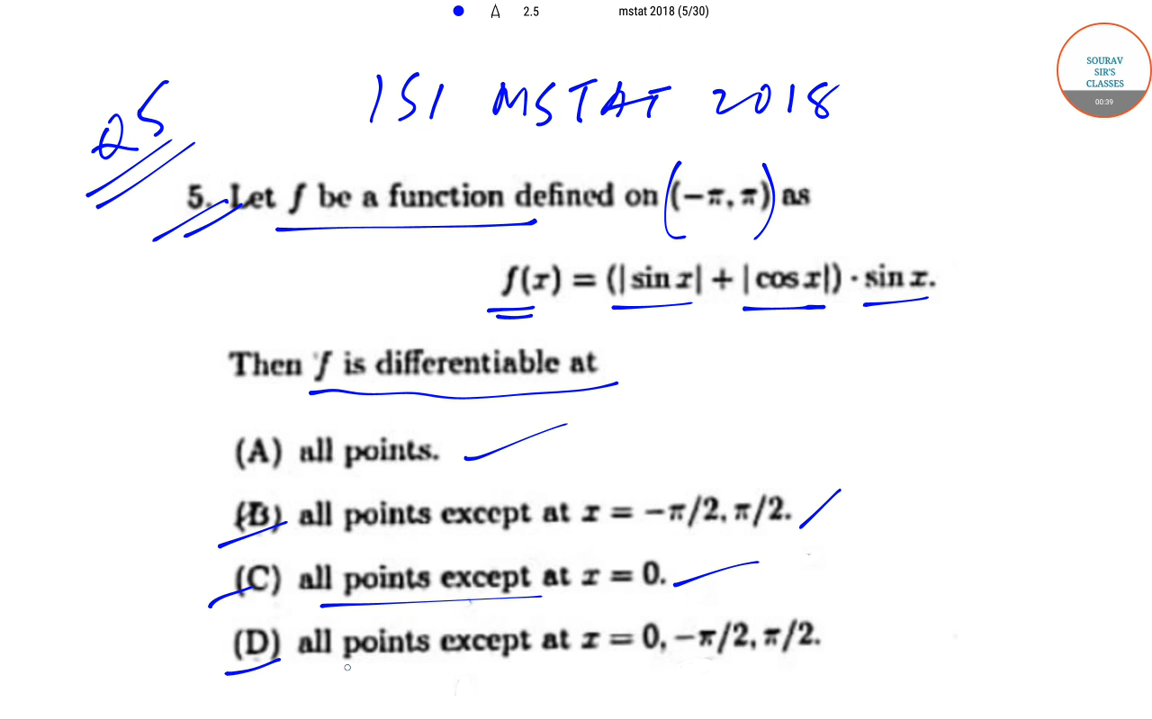 2.5 mstat 2018 (5/30)
SOURAV
SIR'S
CLASSES
00:39
Q5 ISI MSTAT 2018
5. Let f be a function defined on (−π, π) as
f(x) = (| sin x| + | cos x|) · sin x.
Then f is differentiable at
(A) all points.
(B) all points except at x = −π/2, π/2.
(C) all points except at x = 0.
(D) all points except at x = 0, −π/2, π/2.